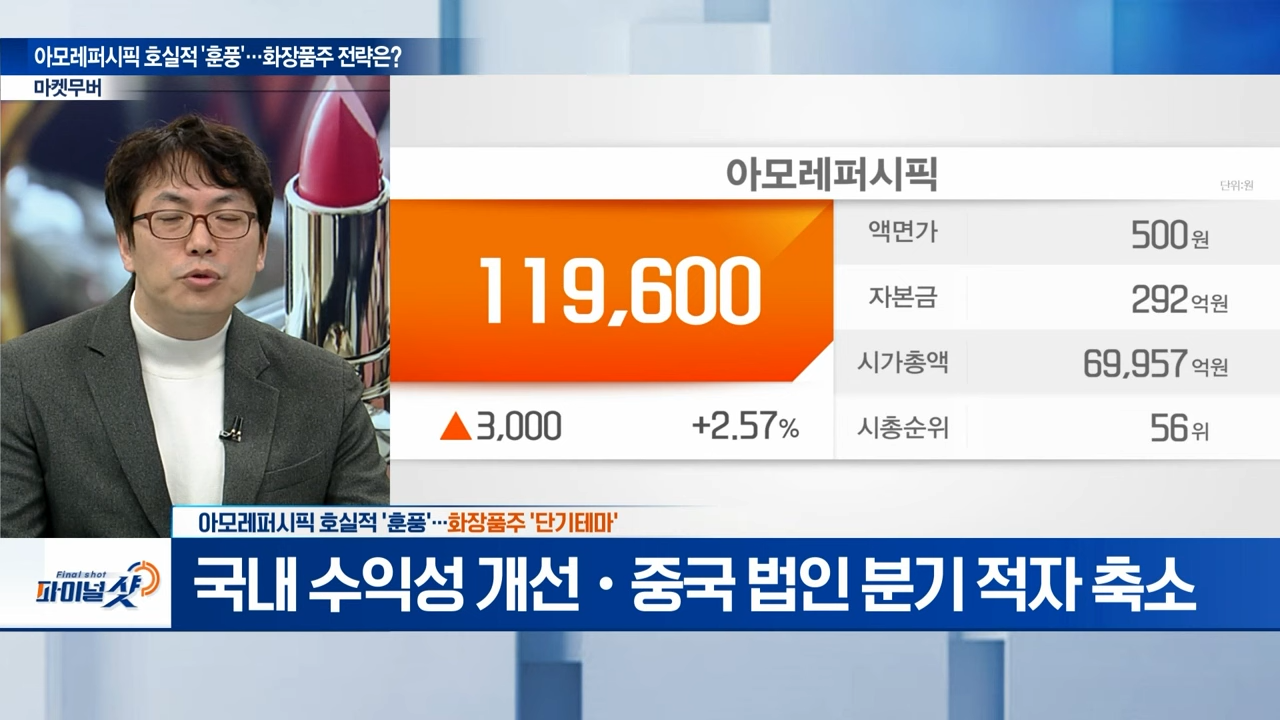 아모레퍼시픽 호실적 '훈풍'…화장품주 전략은?
마켓무버
아모레퍼시픽
단위:원
119,600
▲3,000 +2.57%
액면가 500원
자본금 292억원
시가총액 69,957억원
시총순위 56위
아모레퍼시픽 호실적 '훈풍'…화장품주 '단기테마'
Final shot
파이널샷
국내 수익성 개선·중국 법인 분기 적자 축소